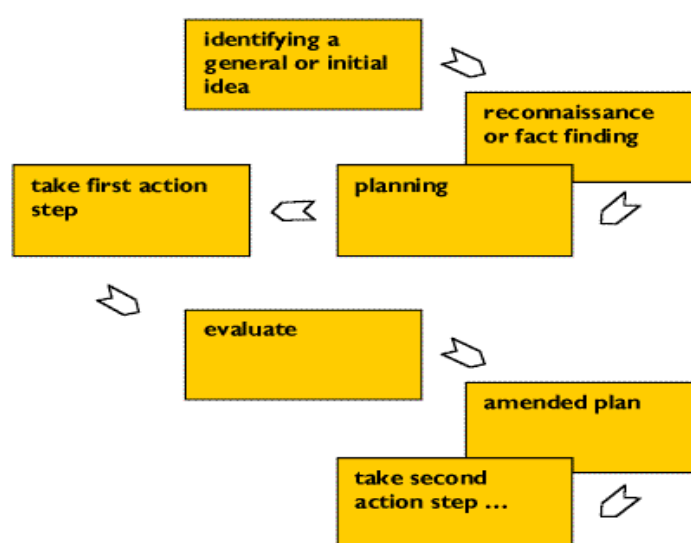 identifying a
general or initial
idea
reconnaissance
or fact finding
planning
take first action
step
evaluate
amended plan
take second
action step ...